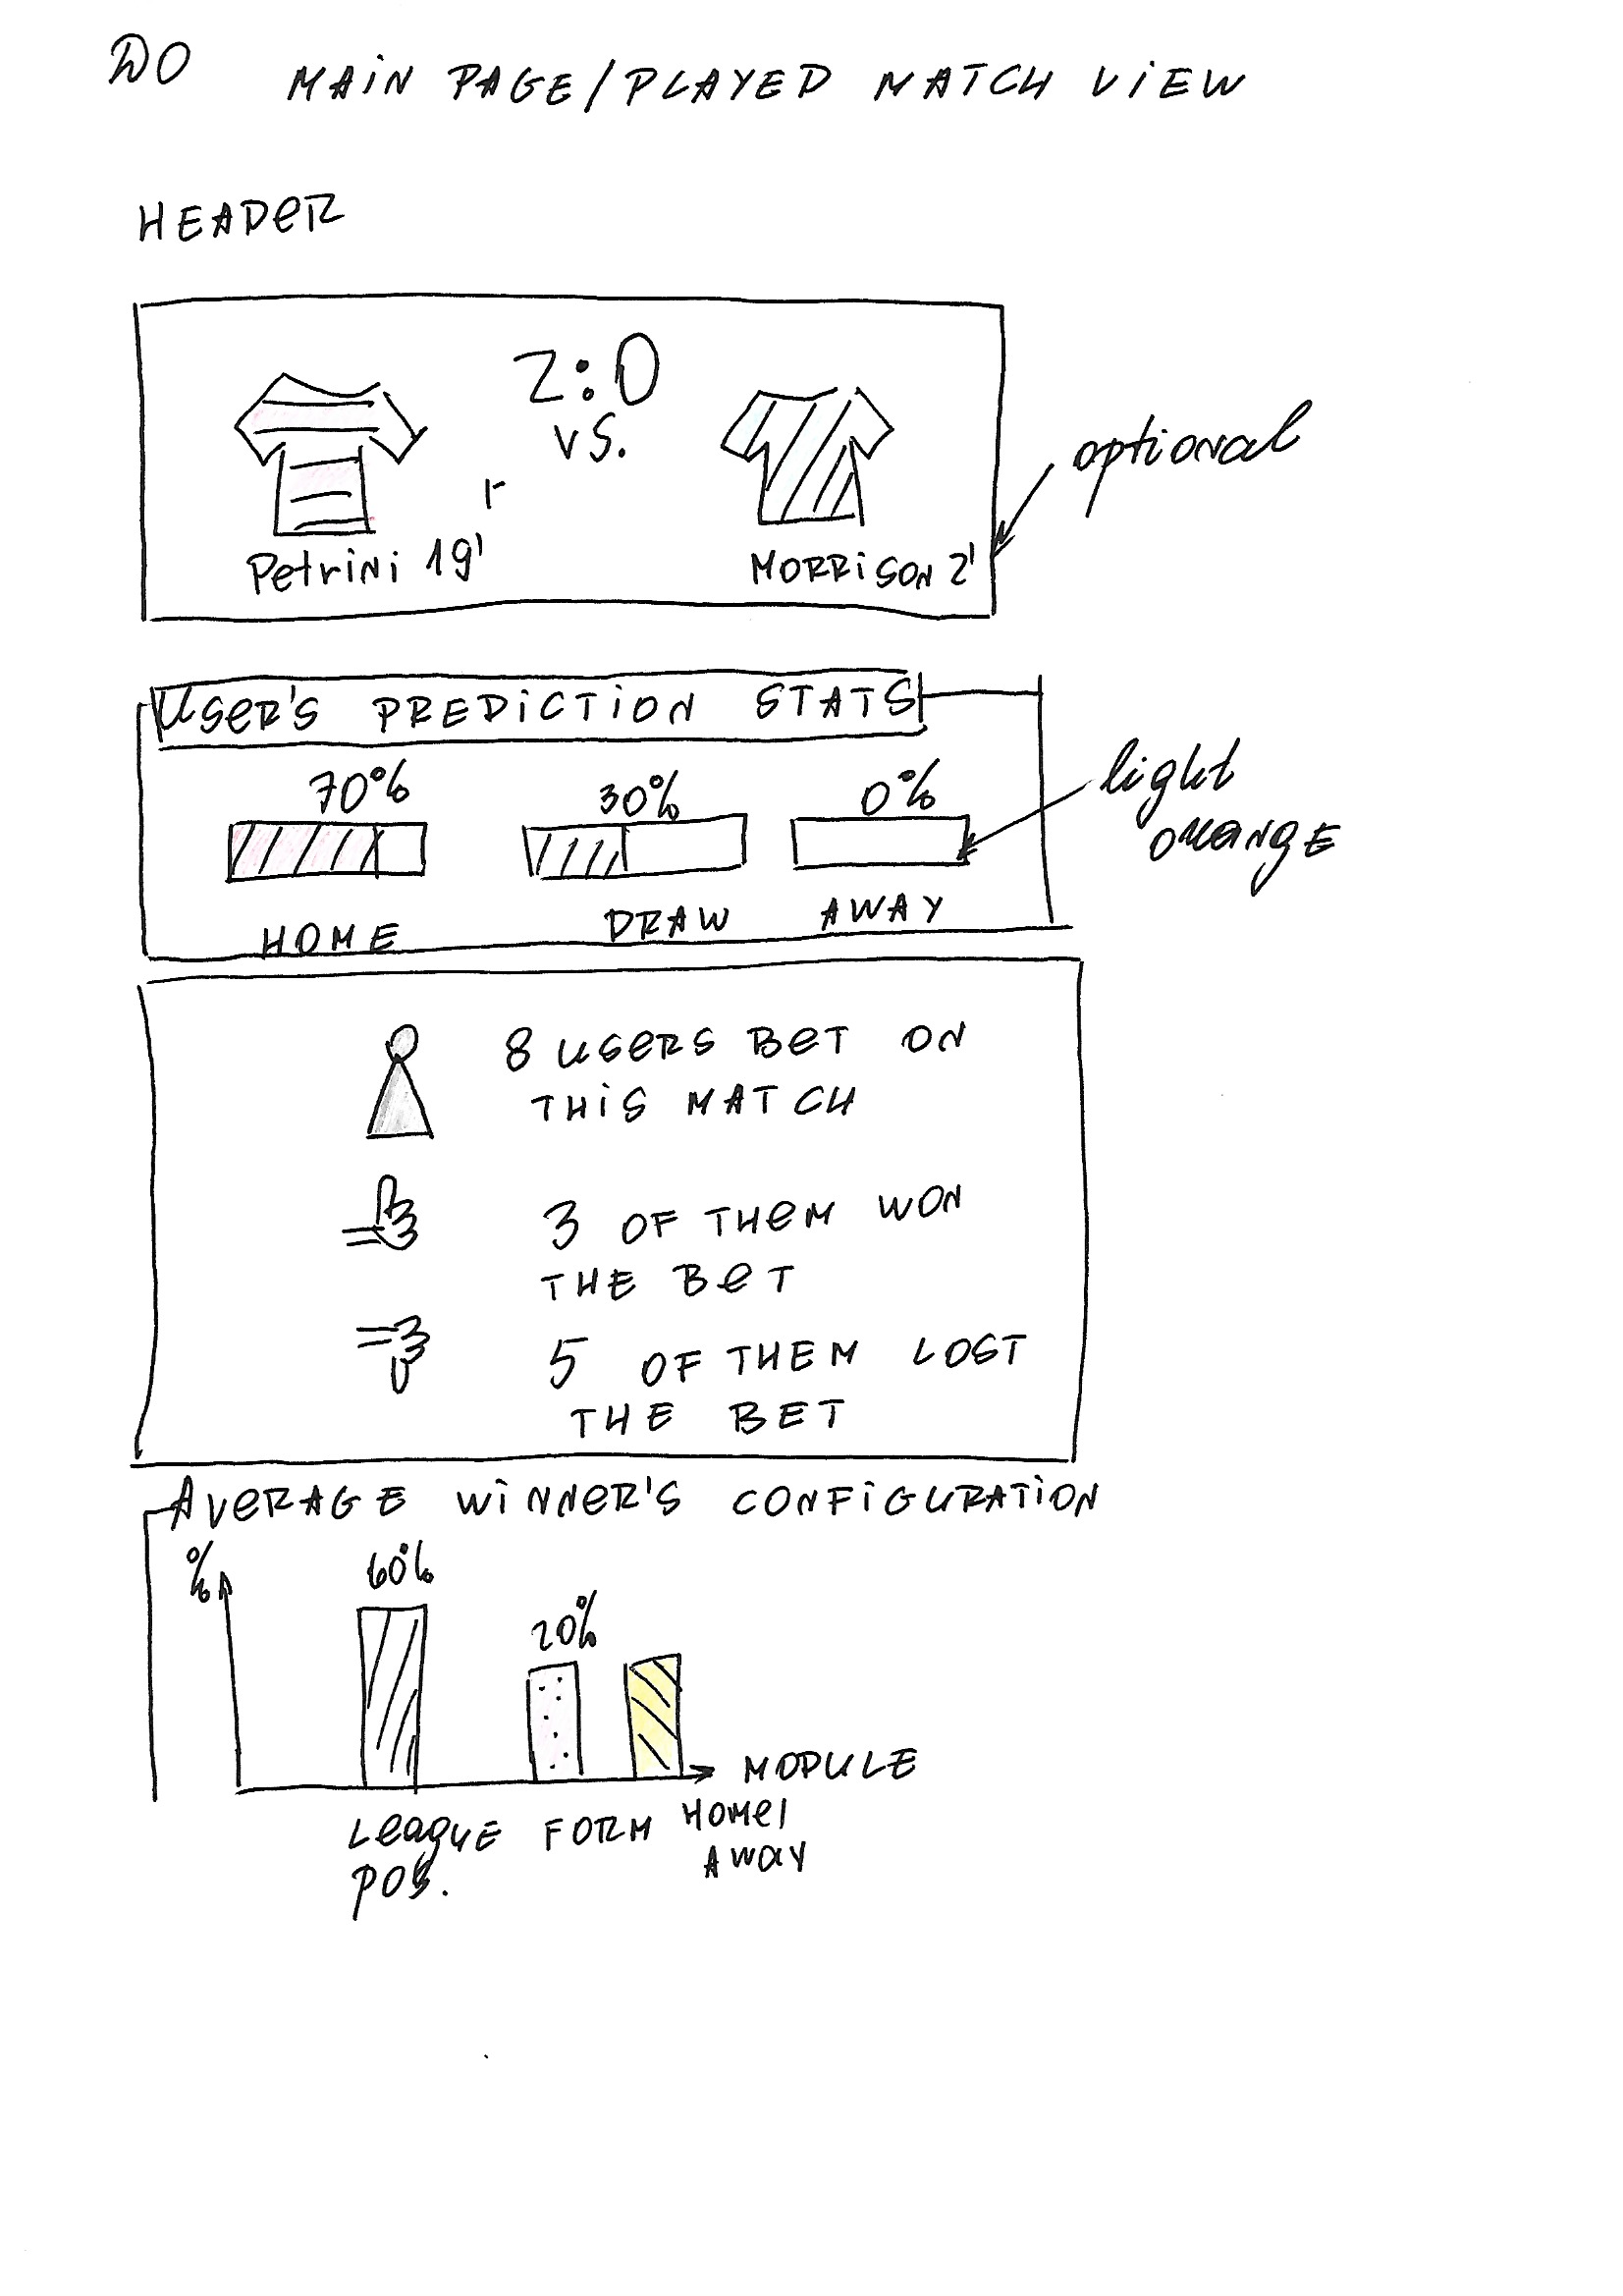 DO
MAIN PAGE/PLAYED MATCH VIEW
HEADER
2:0
VS.
optional
Petrini 19'
MORRISON 2'
USER'S PREDICTION STATS
70% 30% 0%
light
orange
HOME DRAW AWAY
8 USERS BET ON
THIS MATCH
3 OF THEM WON
THE BET
5 OF THEM LOST
THE BET
AVERAGE WINNER'S CONFIGURATION
%
60%
20%
MODULE
LEAGUE FORM HOME/
POS. AWAY